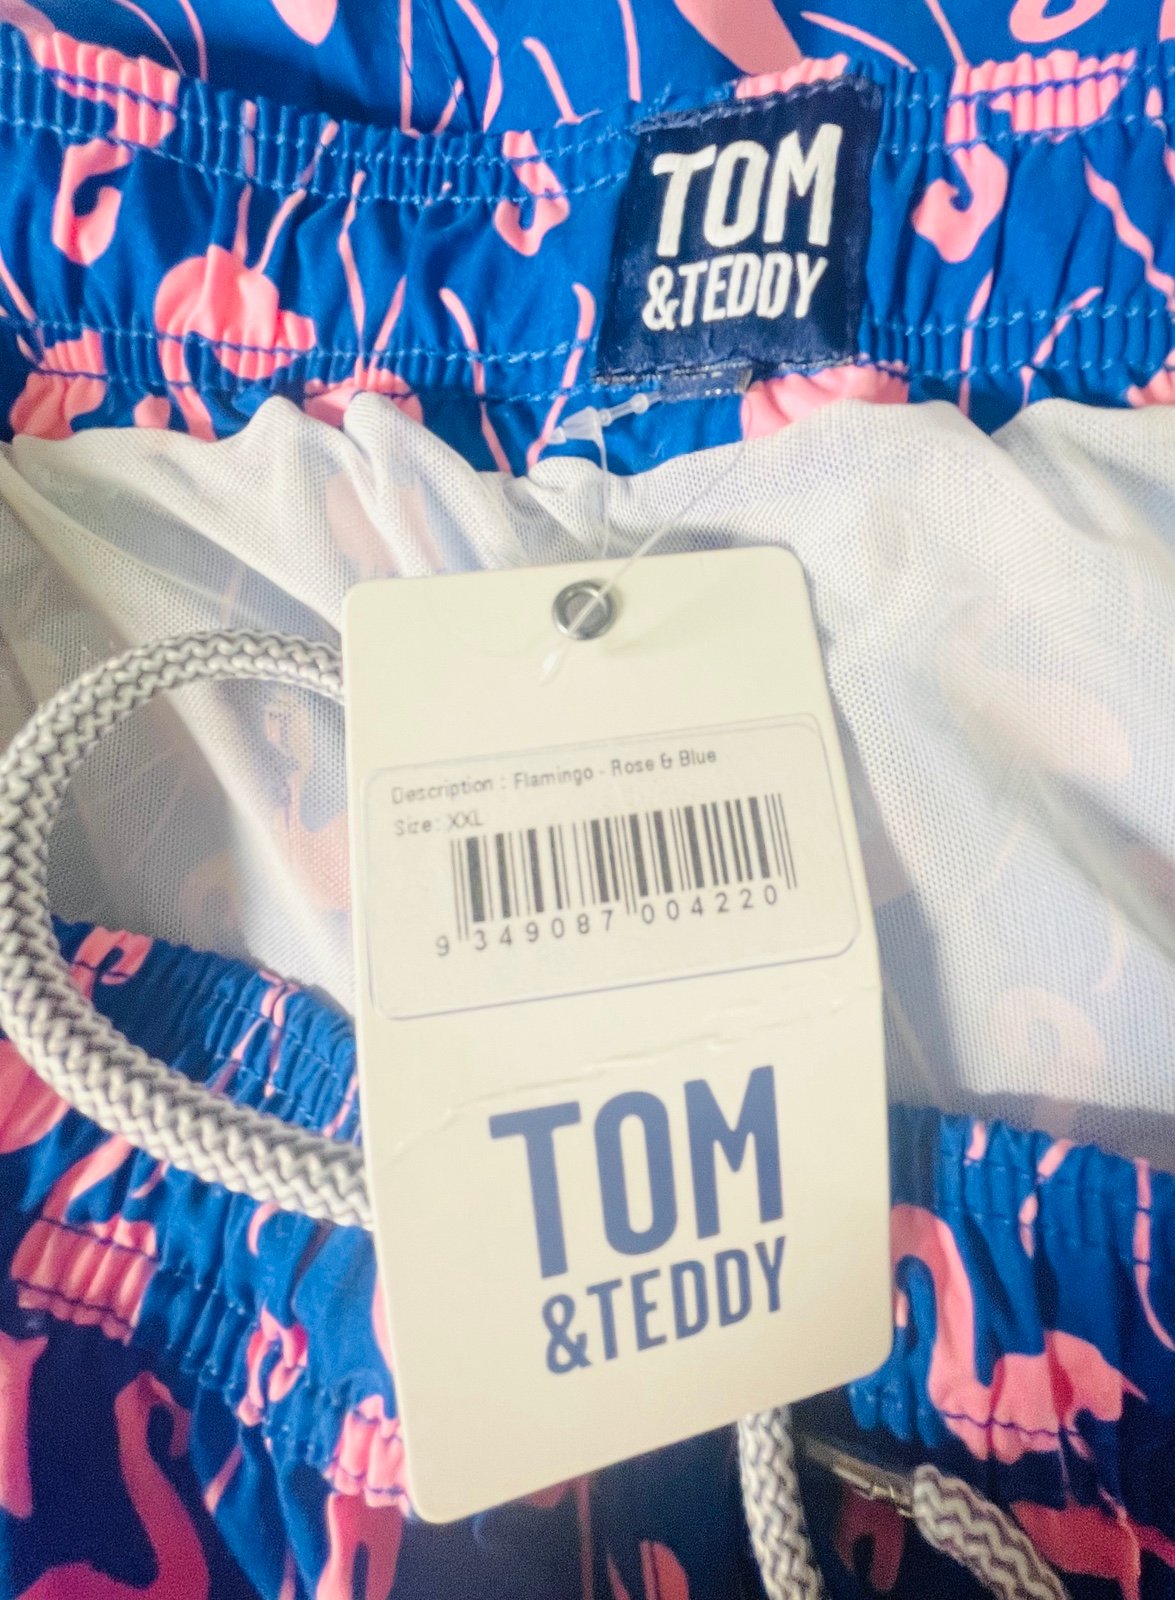 TOM
&TEDDY
Description : Flamingo - Rose & Blue
Size: XXL
9 349087 004220
TOM
&TEDDY